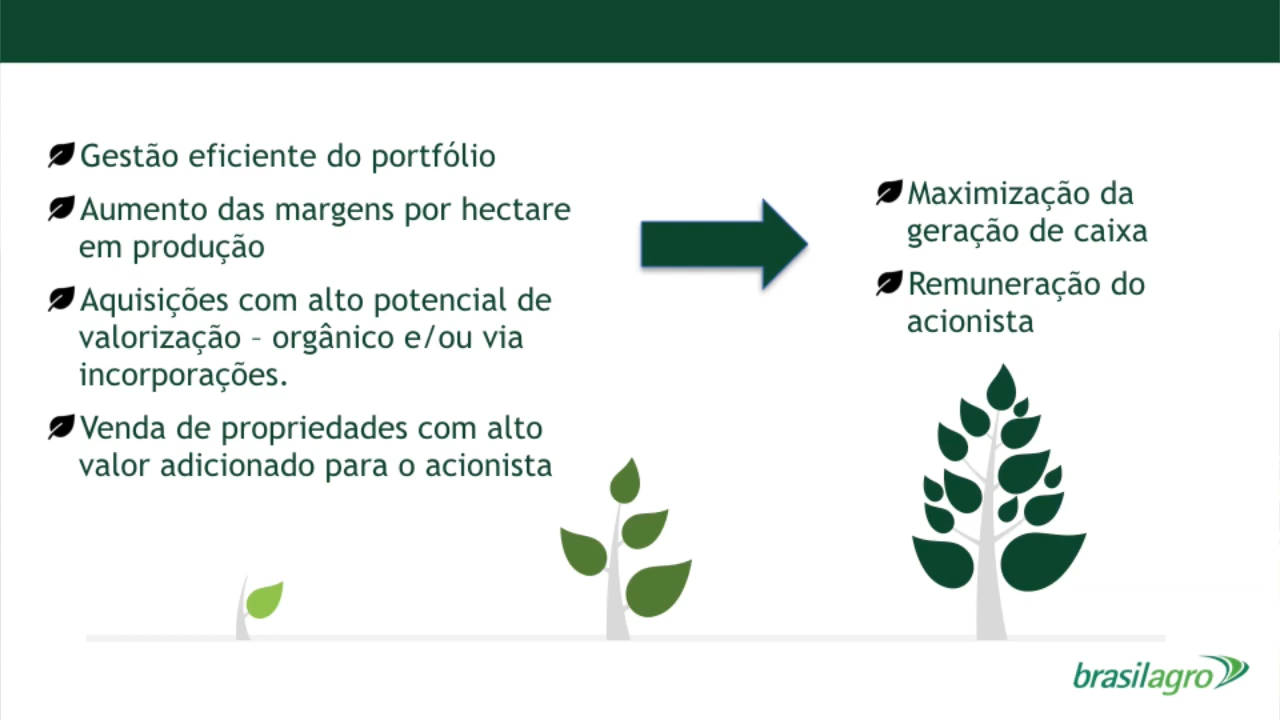 Gestão eficiente do portfólio
Aumento das margens por hectare
em produção
Aquisições com alto potencial de
valorização – orgânico e/ou via
incorporações.
Venda de propriedades com alto
valor adicionado para o acionista
Maximização da
geração de caixa
Remuneração do
acionista
brasilagro